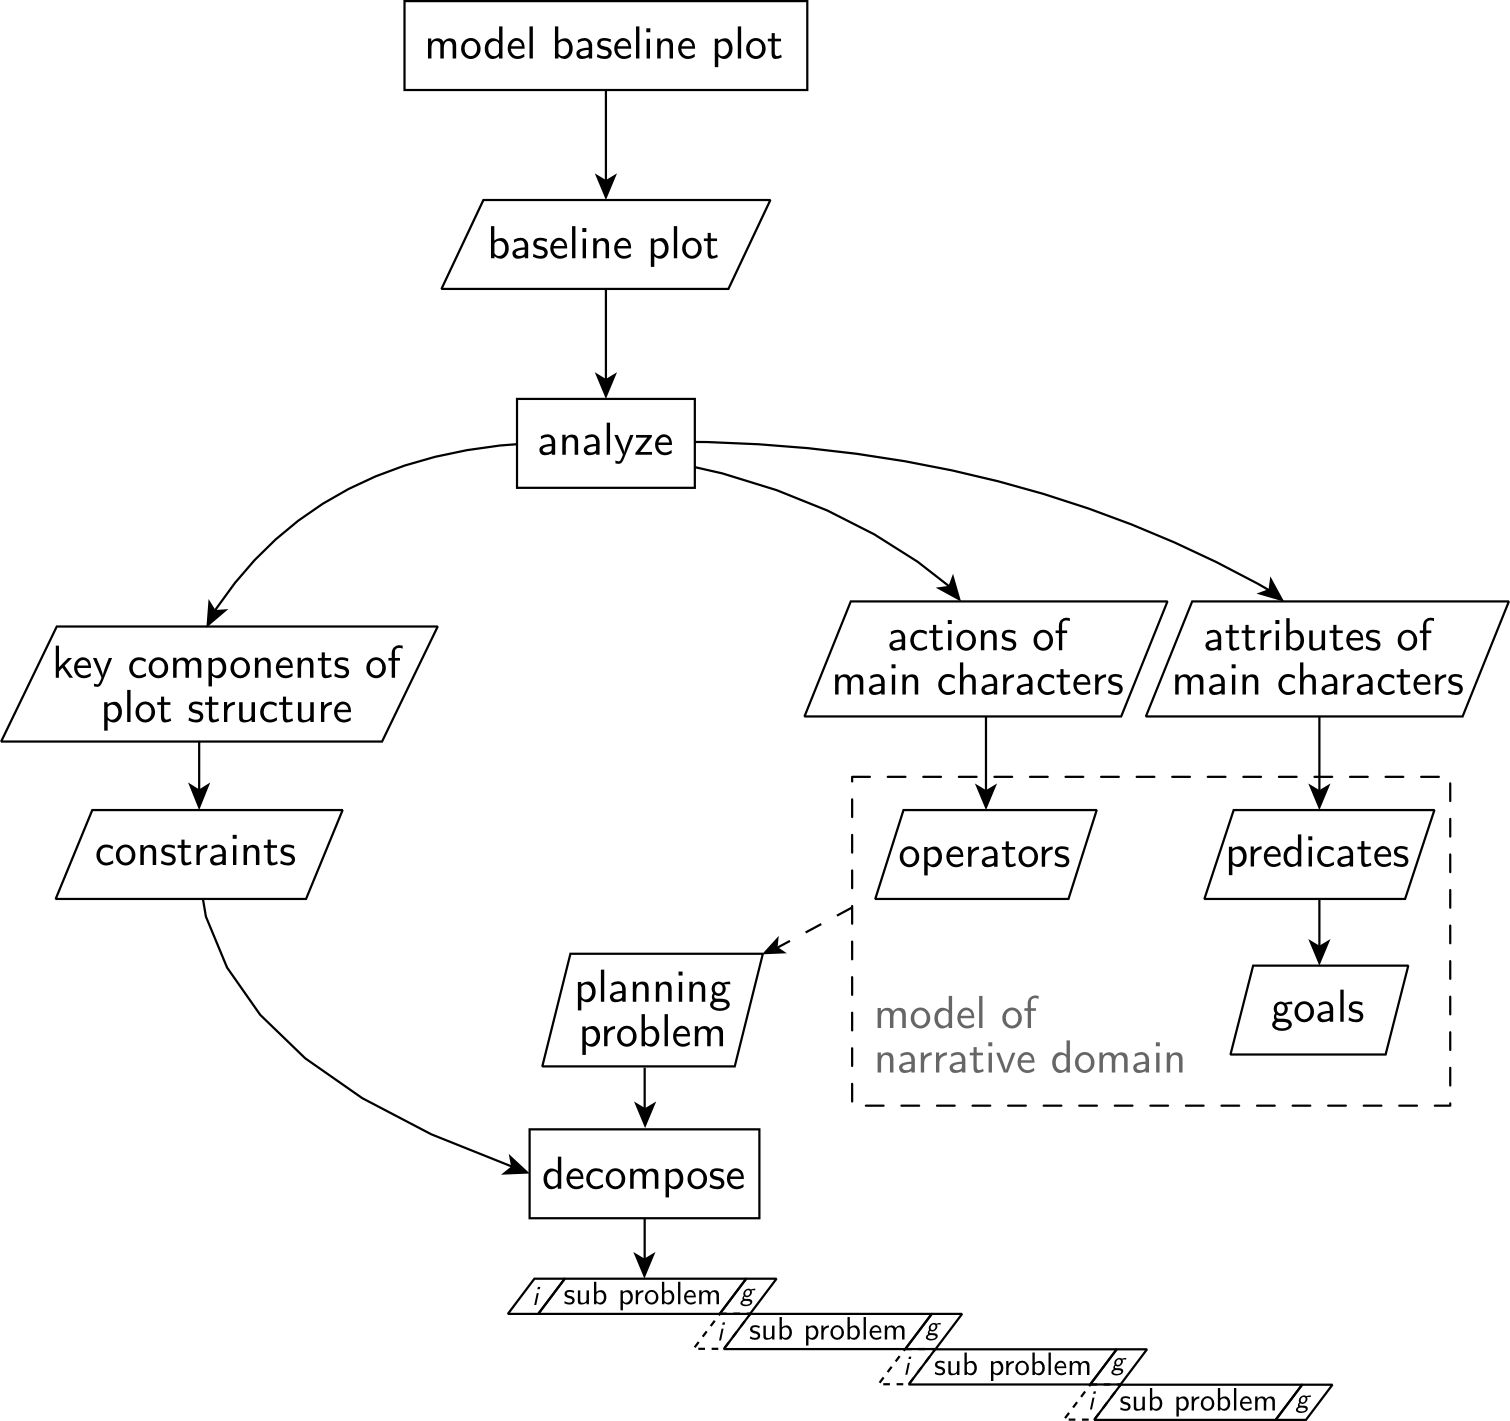 model baseline plot
baseline plot
analyze
key components of
plot structure
actions of
main characters
attributes of
main characters
constraints
operators
predicates
planning
problem
model of
narrative domain
goals
decompose
i sub problem g
i sub problem g
i sub problem g
i sub problem g